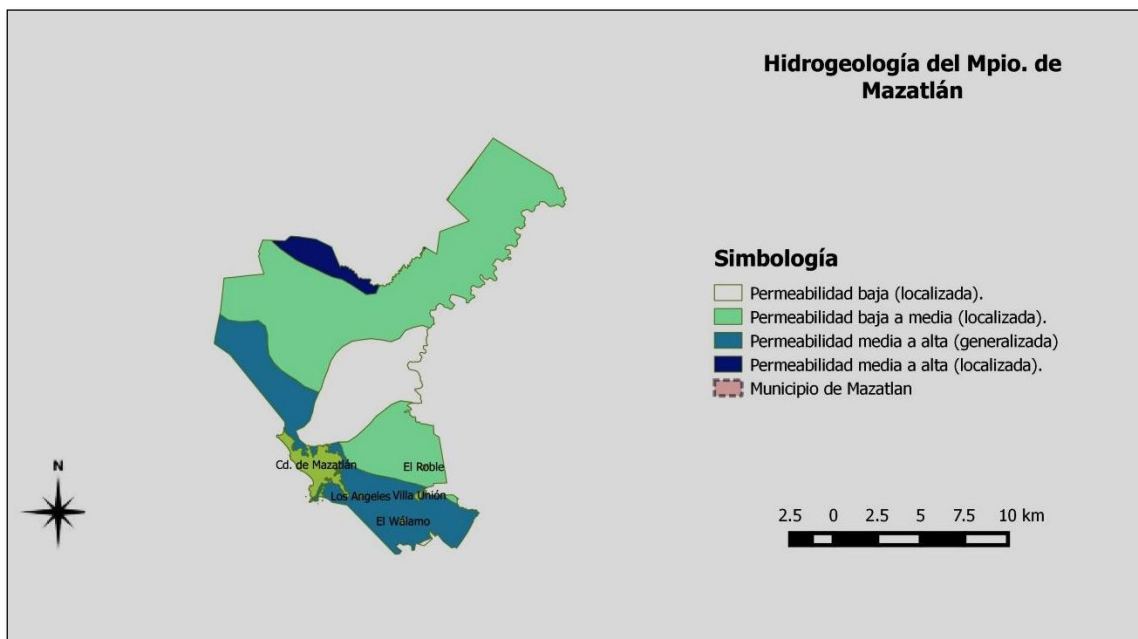 Hidrogeología del Mpio. de
Mazatlán
Simbología
Permeabilidad baja (localizada).
Permeabilidad baja a media (localizada).
Permeabilidad media a alta (generalizada)
Permeabilidad media a alta (localizada).
Municipio de Mazatlan
Cd. de Mazatlán
El Roble
Los Angeles
Villa Unión
El Wálamo
N
2.5 0 2.5 5 7.5 10 km